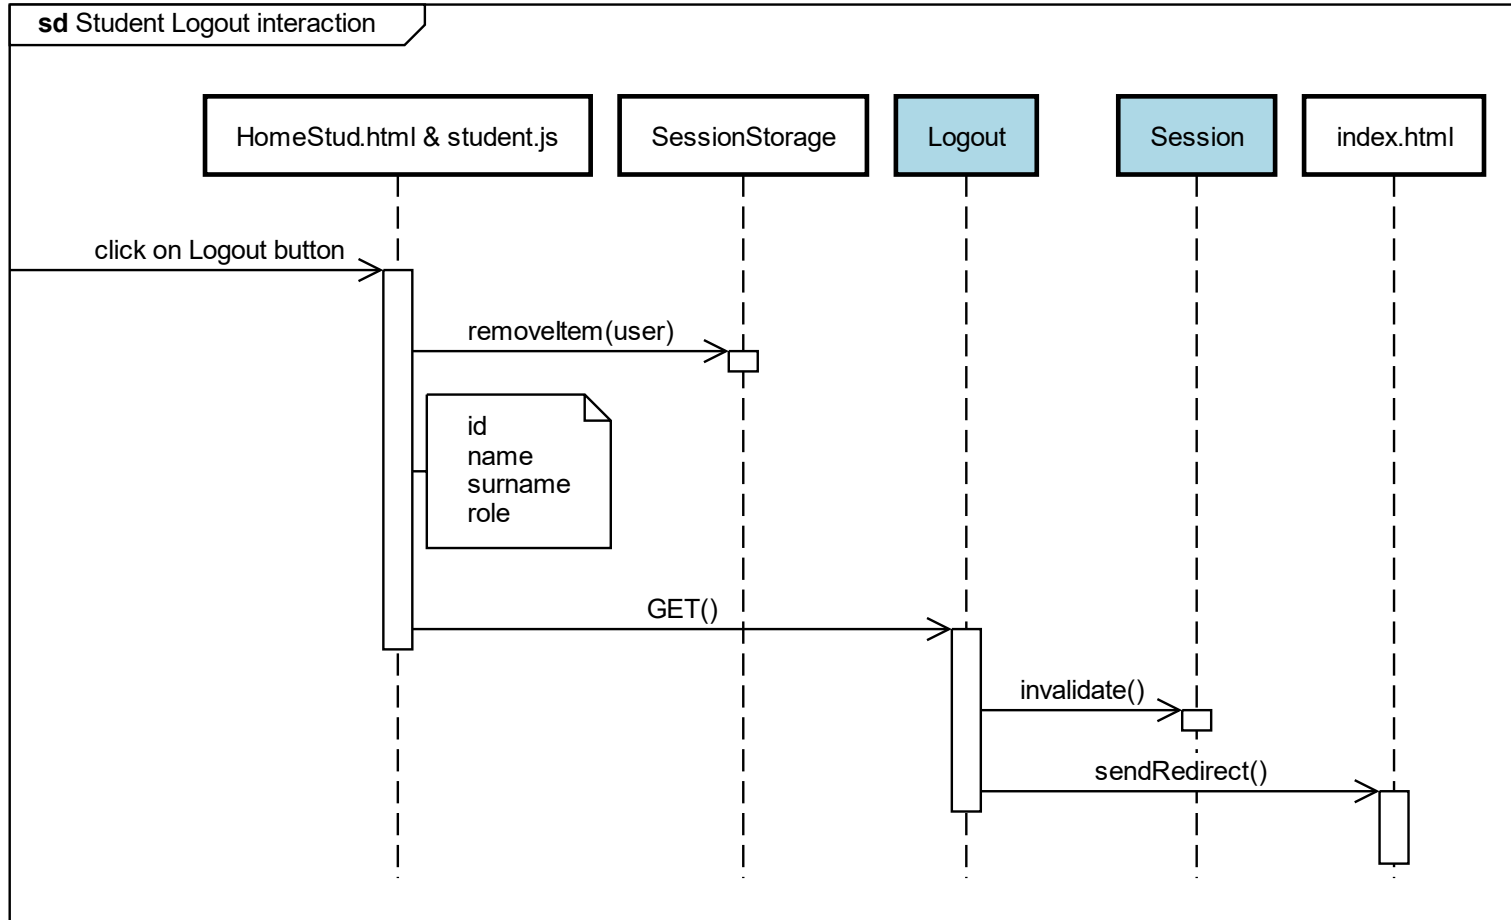 sd Student Logout interaction
HomeStud.html & student.js
SessionStorage
Logout
Session
index.html
click on Logout button
removeItem(user)
id
name
surname
role
GET()
invalidate()
sendRedirect()